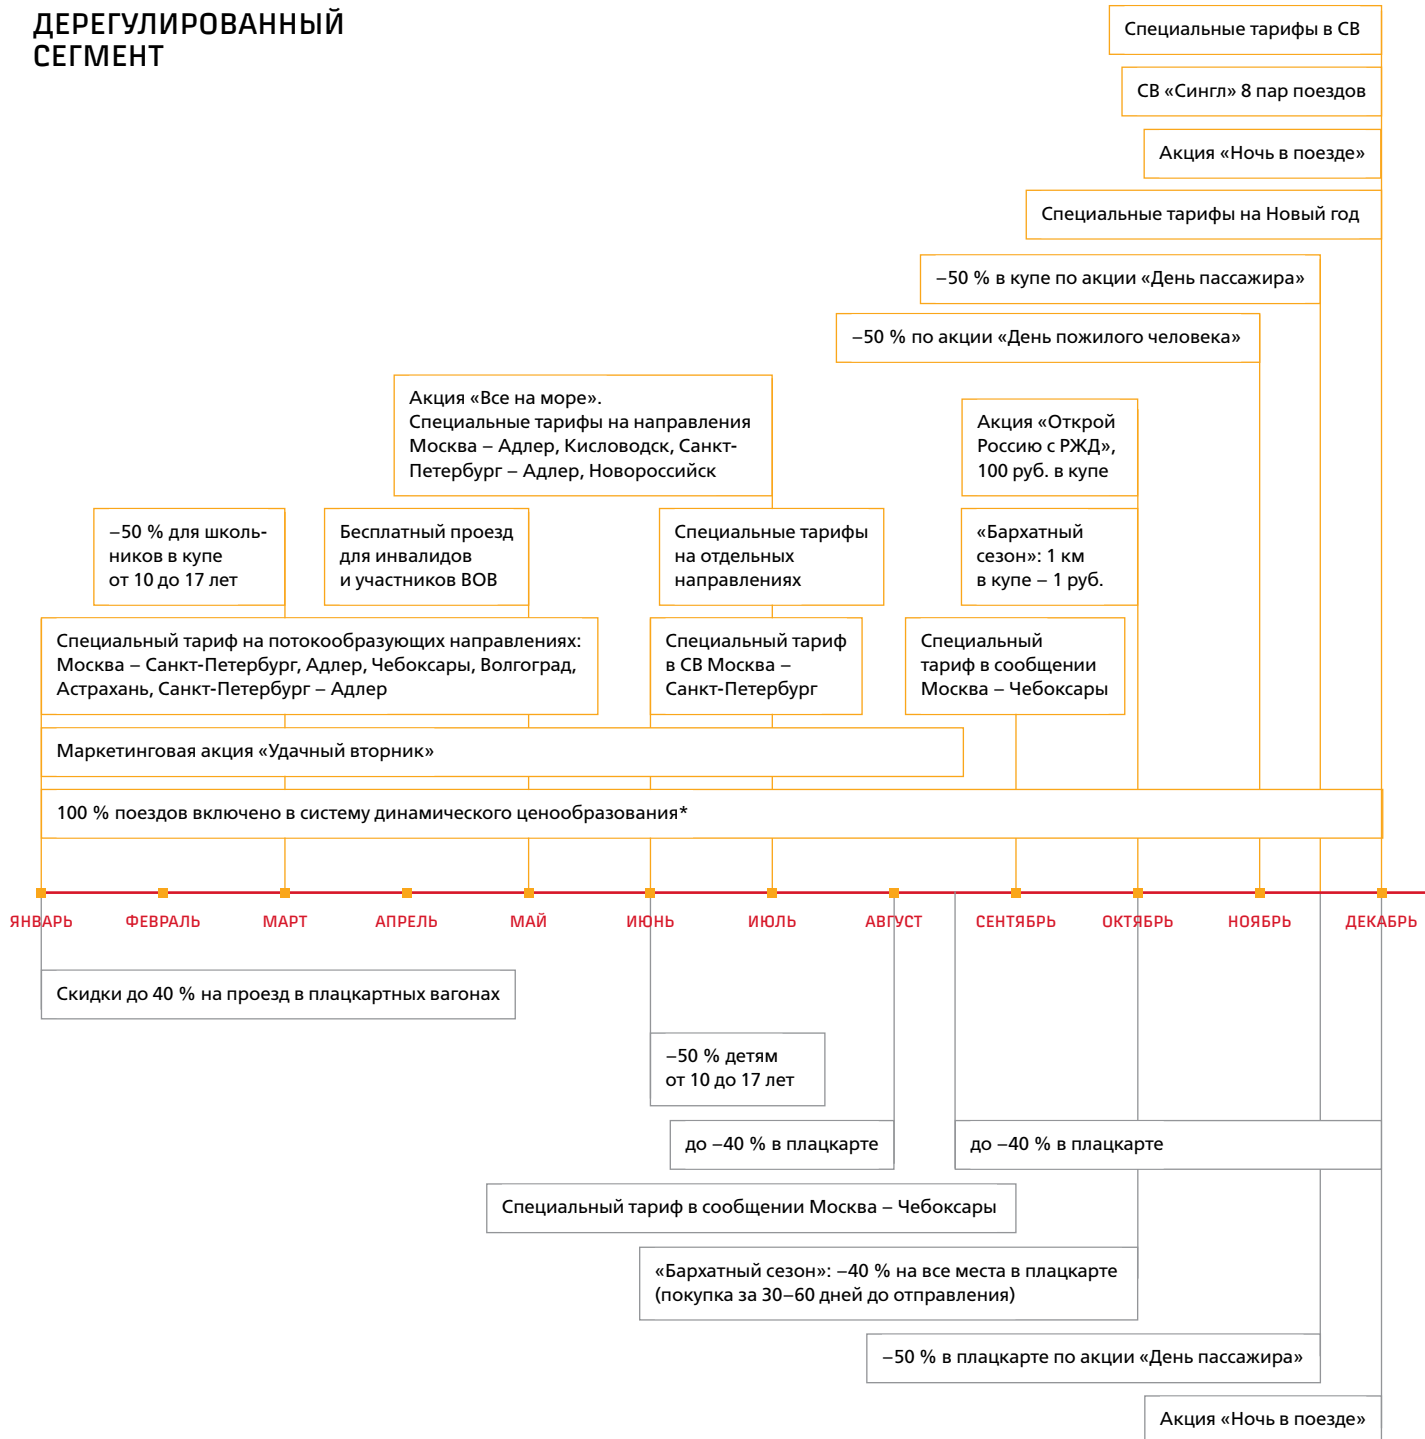 ДЕРЕГУЛИРОВАННЫЙ
СЕГМЕНТ
Специальные тарифы в СВ
СВ «Сингл» 8 пар поездов
Акция «Ночь в поезде»
Специальные тарифы на Новый год
–50 % в купе по акции «День пассажира»
–50 % по акции «День пожилого человека»
Акция «Все на море».
Специальные тарифы на направления
Москва – Адлер, Кисловодск, Санкт-
Петербург – Адлер, Новороссийск
Акция «Открой
Россию с РЖД»,
100 руб. в купе
–50 % для школь-
ников в купе
от 10 до 17 лет
Бесплатный проезд
для инвалидов
и участников ВОВ
Специальные тарифы
на отдельных
направлениях
«Бархатный
сезон»: 1 км
в купе – 1 руб.
Специальный тариф на потокообразующих направлениях:
Москва – Санкт-Петербург, Адлер, Чебоксары, Волгоград,
Астрахань, Санкт-Петербург – Адлер
Специальный тариф
в СВ Москва –
Санкт-Петербург
Специальный
тариф в сообщении
Москва – Чебоксары
Маркетинговая акция «Удачный вторник»
100 % поездов включено в систему динамического ценообразования*
ЯНВАРЬ ФЕВРАЛЬ МАРТ АПРЕЛЬ МАЙ ИЮНЬ ИЮЛЬ АВГУСТ СЕНТЯБРЬ ОКТЯБРЬ НОЯБРЬ ДЕКАБРЬ
Скидки до 40 % на проезд в плацкартных вагонах
–50 % детям
от 10 до 17 лет
до –40 % в плацкарте
до –40 % в плацкарте
Специальный тариф в сообщении Москва – Чебоксары
«Бархатный сезон»: –40 % на все места в плацкарте
(покупка за 30–60 дней до отправления)
–50 % в плацкарте по акции «День пассажира»
Акция «Ночь в поезде»